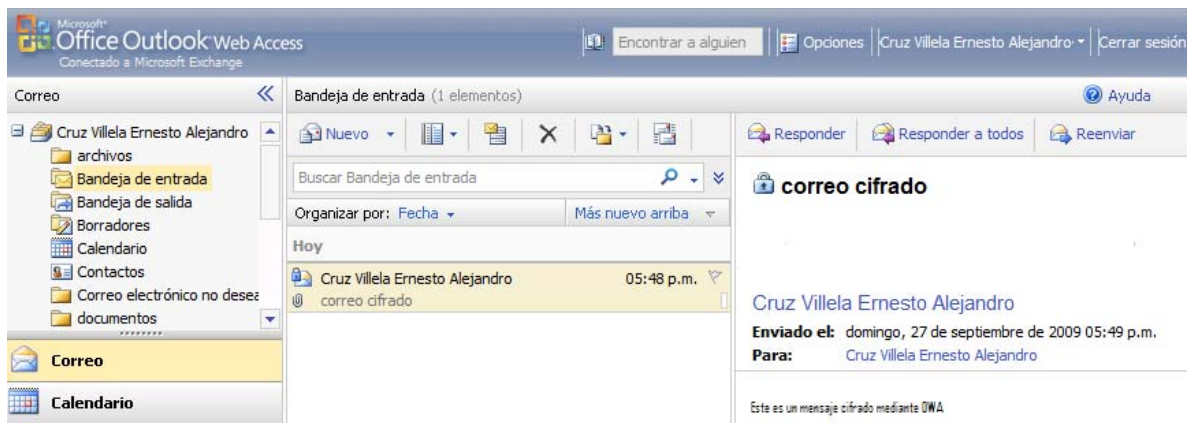 Microsoft®
Office Outlook Web Access
Conectado a Microsoft Exchange
Encontrar a alguien
Opciones
Cruz Villela Ernesto Alejandro
Cerrar sesión
Correo
Cruz Villela Ernesto Alejandro
archivos
Bandeja de entrada
Bandeja de salida
Borradores
Calendario
Contactos
Correo electrónico no desea
documentos
Correo
Calendario
Bandeja de entrada (1 elementos)
Nuevo
Buscar Bandeja de entrada
Organizar por: Fecha
Más nuevo arriba
Hoy
Cruz Villela Ernesto Alejandro 05:48 p.m.
correo cifrado
Ayuda
Responder
Responder a todos
Reenviar
correo cifrado
Cruz Villela Ernesto Alejandro
Enviado el: domingo, 27 de septiembre de 2009 05:49 p.m.
Para: Cruz Villela Ernesto Alejandro
Este es un mensaje cifrado mediante OWA